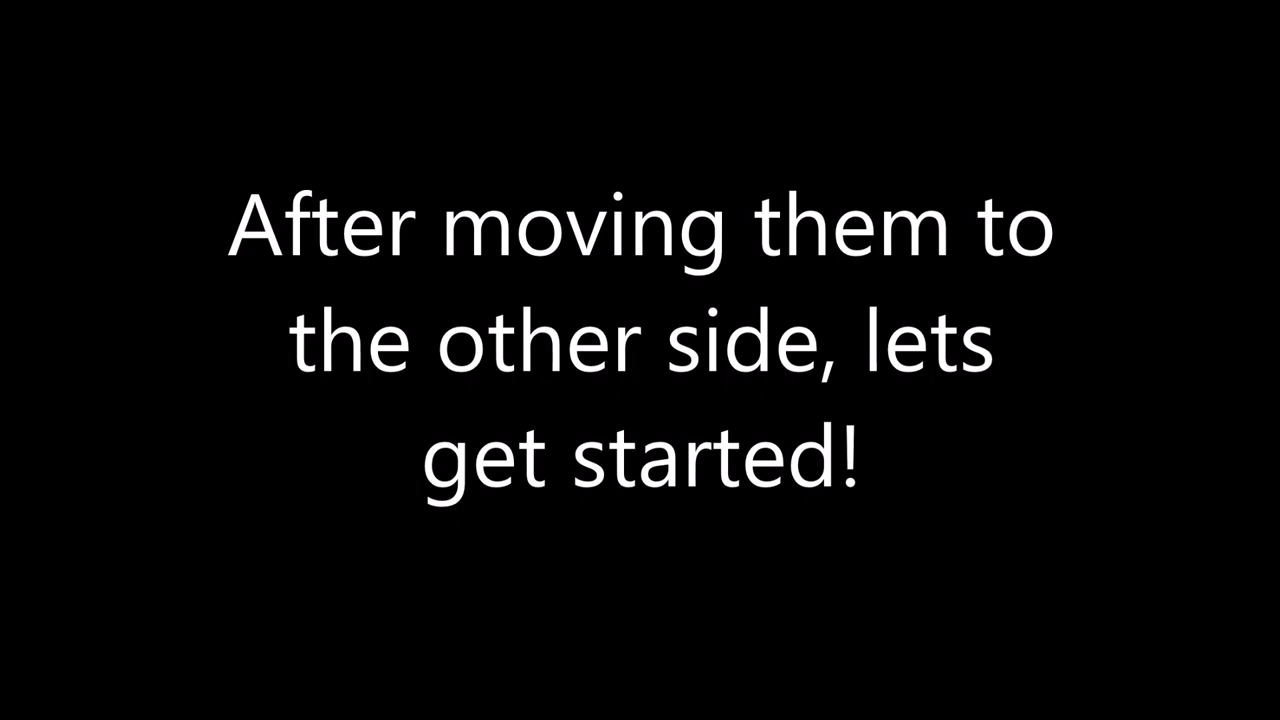 After moving them to
the other side, lets
get started!